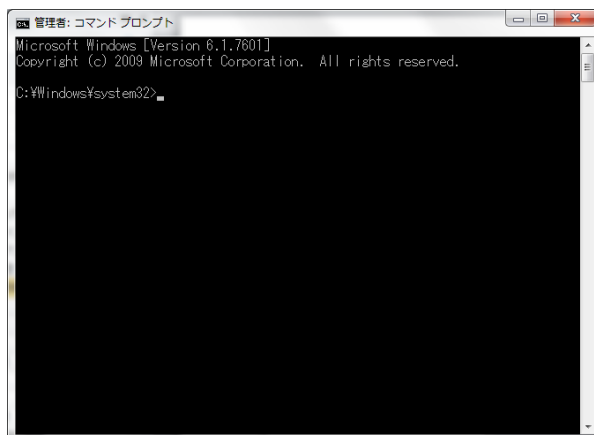 管理者: コマンド プロンプト
Microsoft Windows [Version 6.1.7601]
Copyright (c) 2009 Microsoft Corporation.  All rights reserved.
C:¥Windows¥system32>